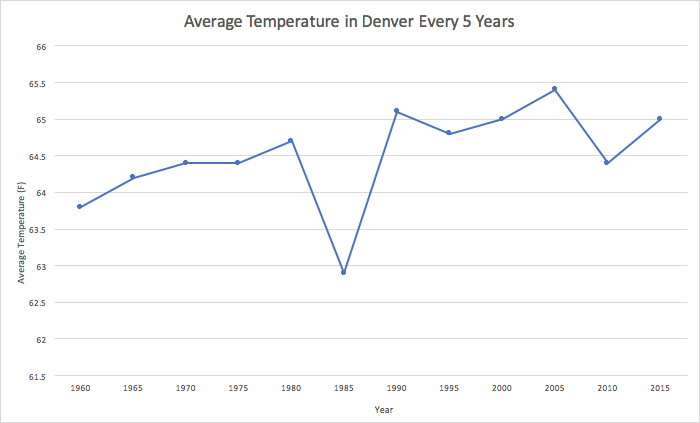 Average Temperature in Denver Every 5 Years
66
65.5
65
64.5
64
63.5
63
62.5
62
61.5
Average Temperature (F)
1960 1965 1970 1975 1980 1985 1990 1995 2000 2005 2010 2015
Year